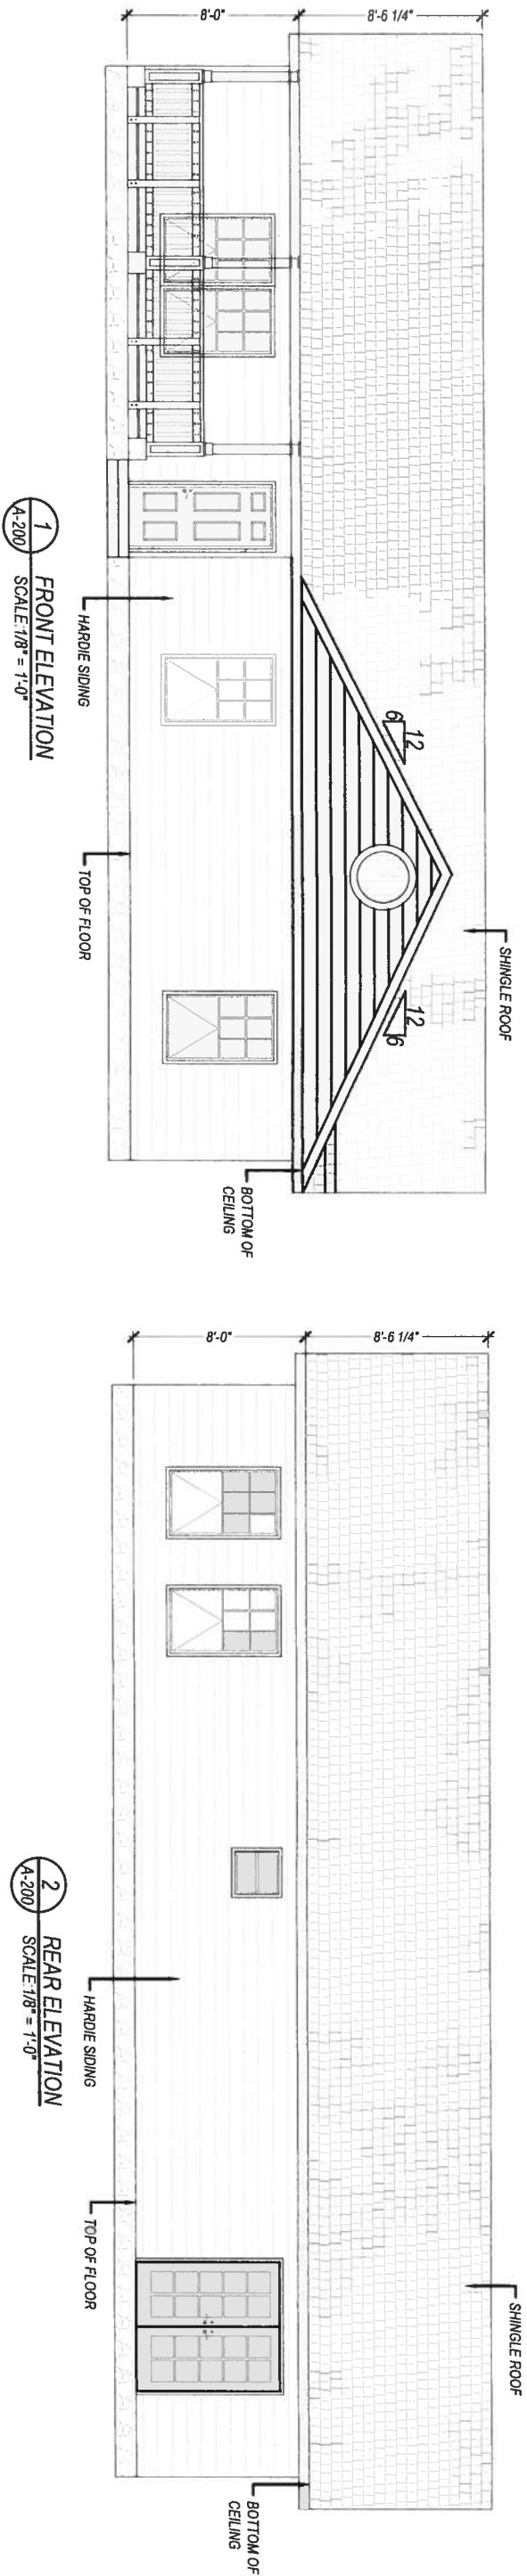 8'-6 1/4"
8'-0"
SHINGLE ROOF
12
6
12
6
BOTTOM OF
CEILING
HARDIE SIDING
TOP OF FLOOR
1
A-200
FRONT ELEVATION
SCALE:1/8" = 1'-0"
8'-6 1/4"
8'-0"
SHINGLE ROOF
BOTTOM OF
CEILING
HARDIE SIDING
TOP OF FLOOR
2
A-200
REAR ELEVATION
SCALE:1/8" = 1'-0"